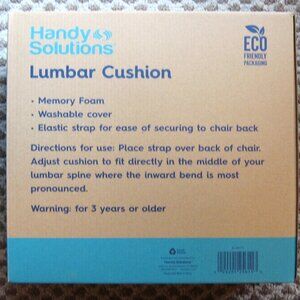 Handy
Solutions™
ECO
FRIENDLY
PACKAGING
Lumbar Cushion
• Memory Foam
• Washable cover
• Elastic strap for ease of securing to chair back
Directions for use: Place strap over back of chair.
Adjust cushion to fit directly in the middle of your
lumbar spine where the inward bend is most
pronounced.
Warning: for 3 years or older
Handy Solutions